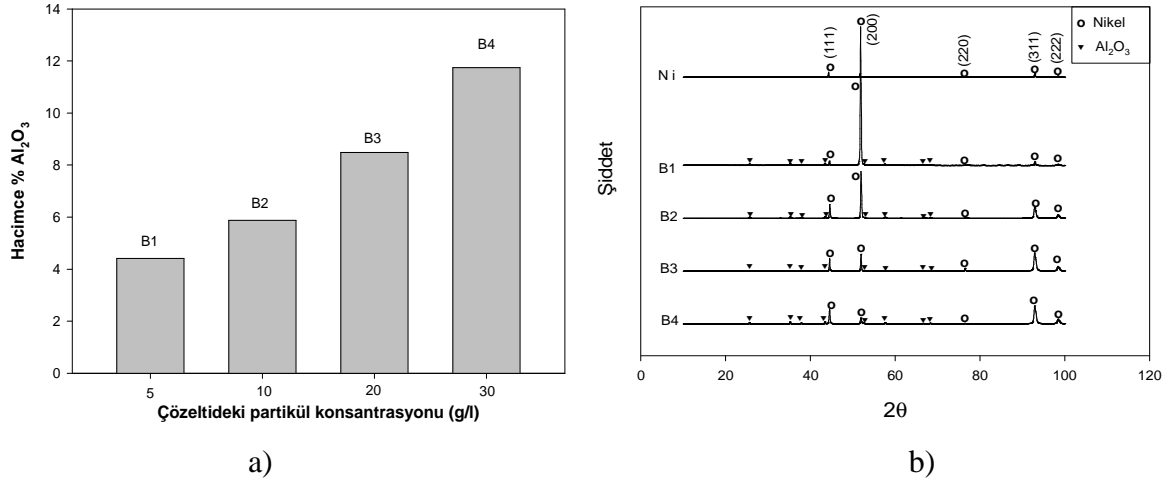 14
12
10
8
6
4
2
0
Hacimce % Al₂O₃
B1
B2
B3
B4
5
10
20
30
Çözeltideki partikül konsantrasyonu (g/l)
a)
Nikel
Al₂O₃
(111)
(200)
(220)
(311)
(222)
N i
B1
B2
B3
B4
Şiddet
0
20
40
60
80
100
120
2θ
b)